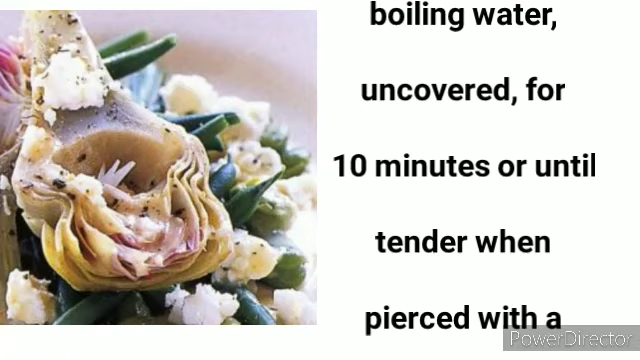 boiling water,
uncovered, for
10 minutes or until
tender when
pierced with a
PowerDirector